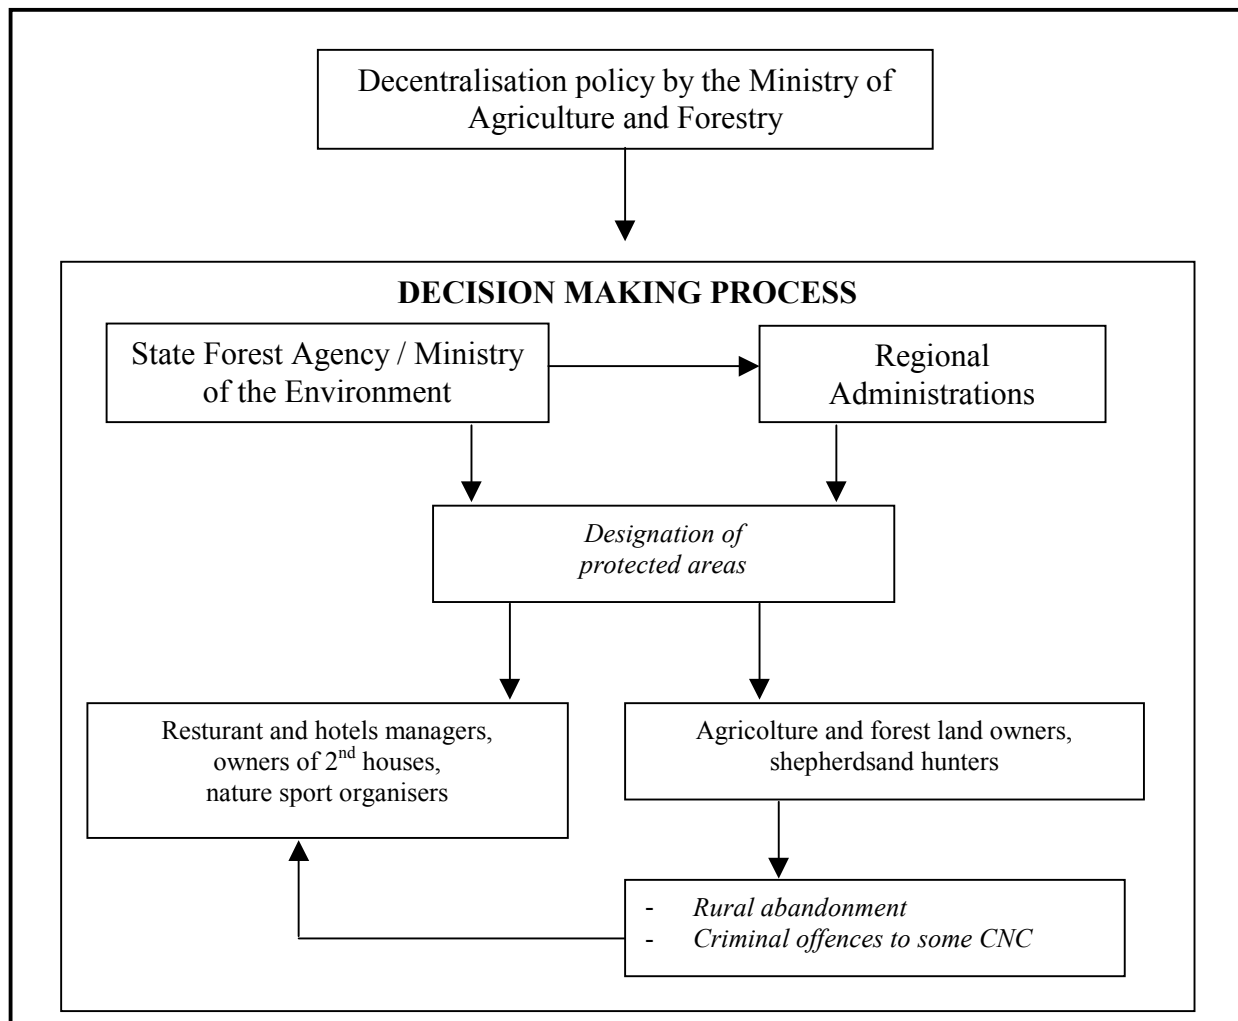 Decentralisation policy by the Ministry of
Agriculture and Forestry
DECISION MAKING PROCESS
State Forest Agency / Ministry
of the Environment
Regional
Administrations
Designation of
protected areas
Resturant and hotels managers,
owners of 2nd houses,
nature sport organisers
Agricolture and forest land owners,
shepherdsand hunters
- Rural abandonment
- Criminal offences to some CNC